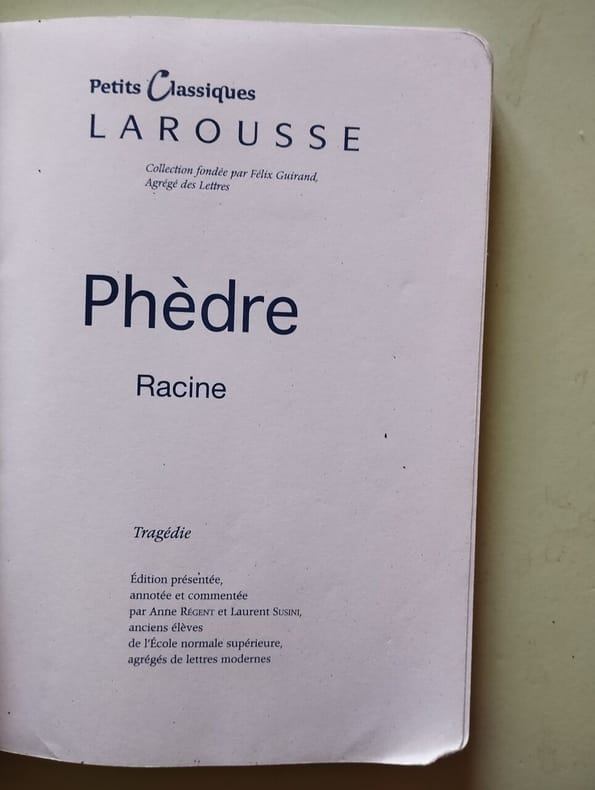 Petits Classiques
LAROUSSE
Collection fondée par Félix Guirand,
Agrégé des Lettres
Phèdre
Racine
Tragédie
Édition présentée,
annotée et commentée
par Anne RÉGENT et Laurent SUSINI,
anciens élèves
de l'École normale supérieure,
agrégés de lettres modernes